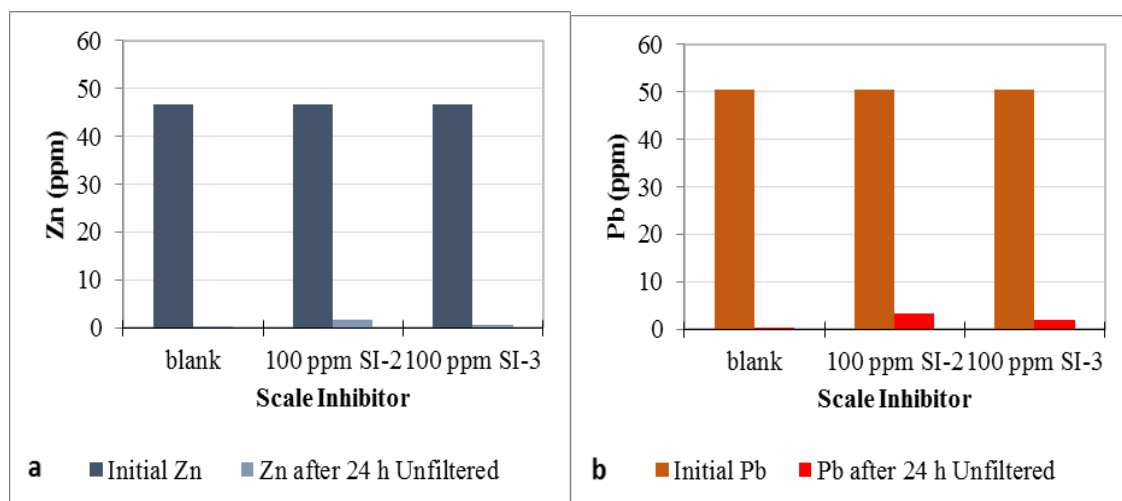 60
50
40
30
20
10
0
Zn (ppm)
blank 100 ppm SI-2 100 ppm SI-3
Scale Inhibitor
a Initial Zn Zn after 24 h Unfiltered
60
50
40
30
20
10
0
Pb (ppm)
blank 100 ppm SI-2 100 ppm SI-3
Scale Inhibitor
b Initial Pb Pb after 24 h Unfiltered